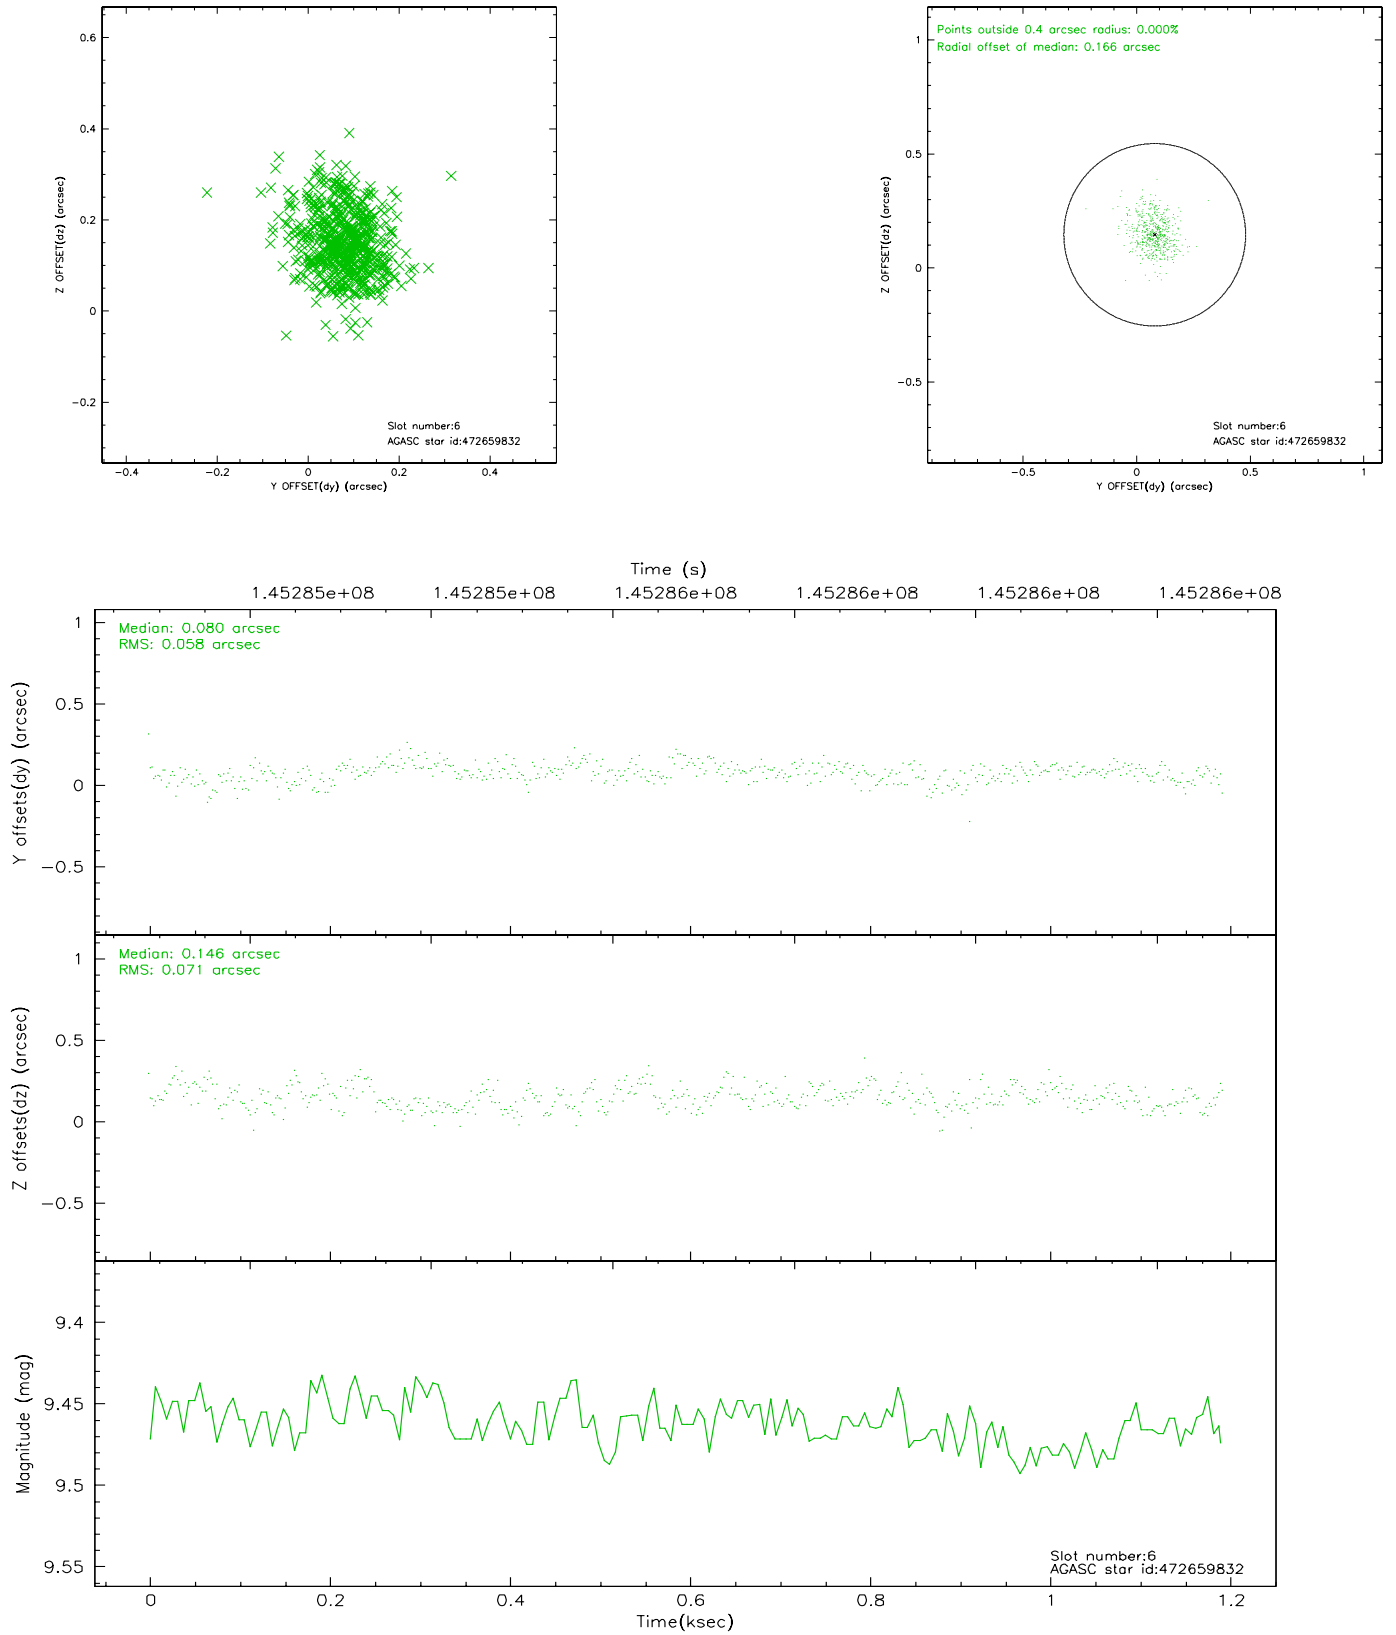 0.6
0.4
0.2
0
−0.2
Z OFFSET(dz) (arcsec)
Slot number:6
AGASC star id:472659832
−0.4 −0.2 0 0.2 0.4
Y OFFSET(dy) (arcsec)
Points outside 0.4 arcsec radius: 0.000%
Radial offset of median: 0.166 arcsec
1
0.5
0
−0.5
Z OFFSET(dz) (arcsec)
Slot number:6
AGASC star id:472659832
−0.5 0 0.5 1
Y OFFSET(dy) (arcsec)
Time (s)
1.45285e+08 1.45285e+08 1.45286e+08 1.45286e+08 1.45286e+08 1.45286e+08
Median: 0.080 arcsec
RMS: 0.058 arcsec
1
0.5
0
−0.5
Y offsets(dy) (arcsec)
Median: 0.146 arcsec
RMS: 0.071 arcsec
1
0.5
0
−0.5
Z offsets(dz) (arcsec)
9.4
9.45
9.5
9.55
Magnitude (mag)
Slot number:6
AGASC star id:472659832
0 0.2 0.4 0.6 0.8 1 1.2
Time(ksec)